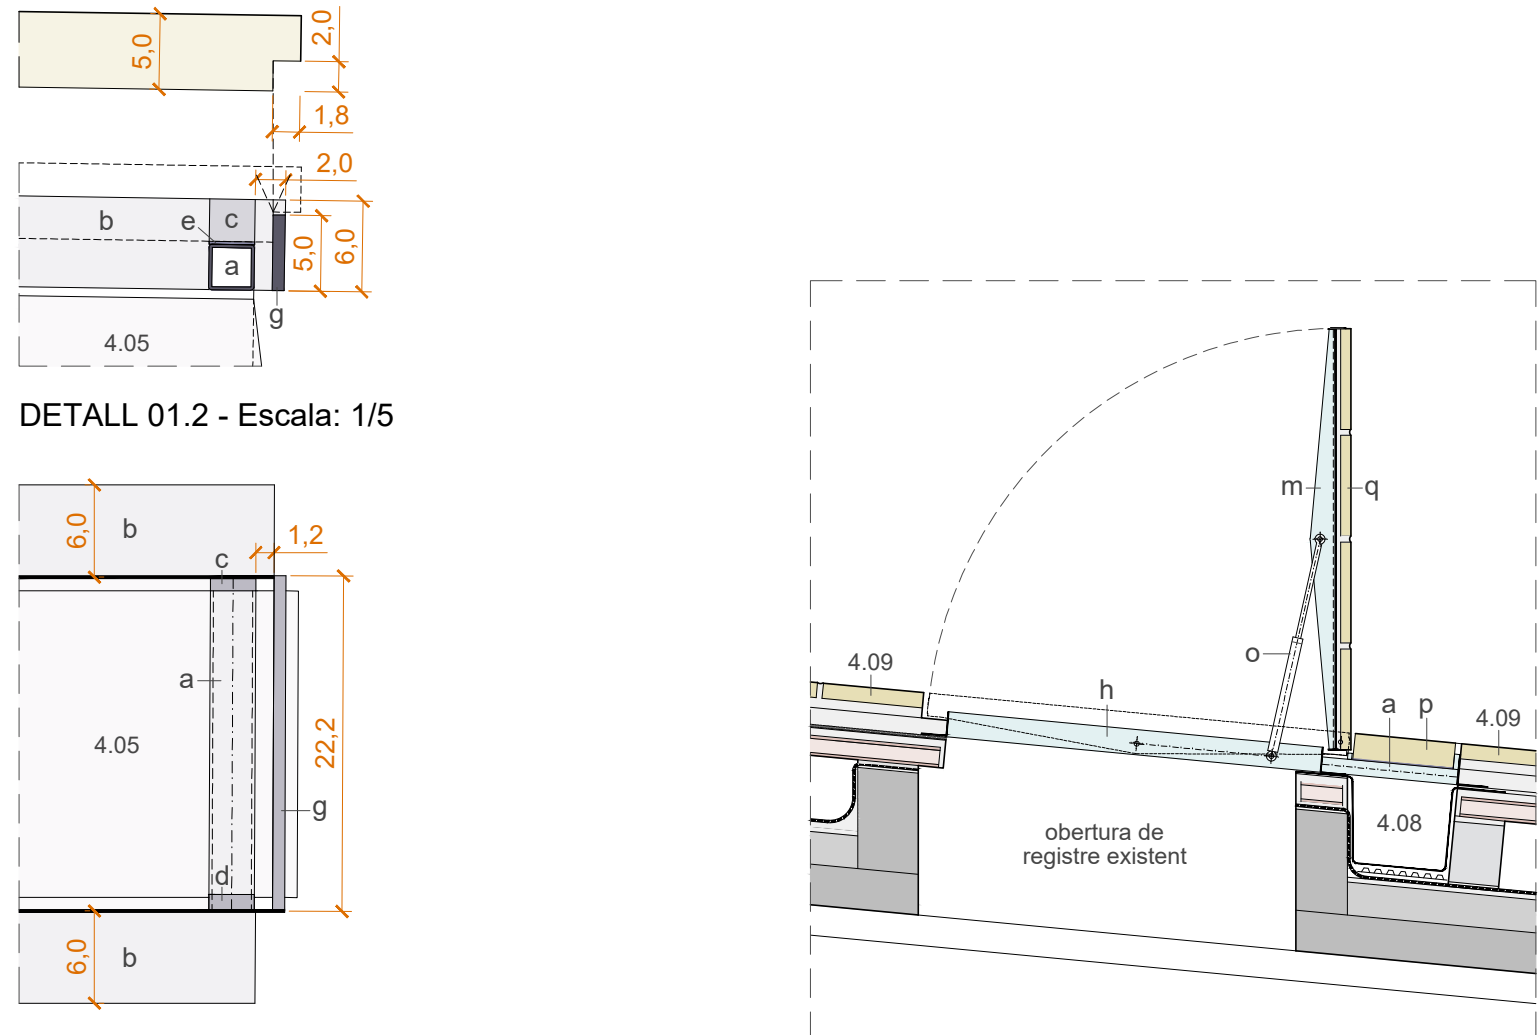 5,0
2,0
1,8
2,0
b
e
c
a
5,0
6,0
g
4.05
DETALL 01.2 - Escala: 1/5
6,0
b
1,2
c
a
4.05
22,2
g
d
6,0
b
m
q
o
4.09
h
a
p
4.09
4.08
obertura de
registre existent